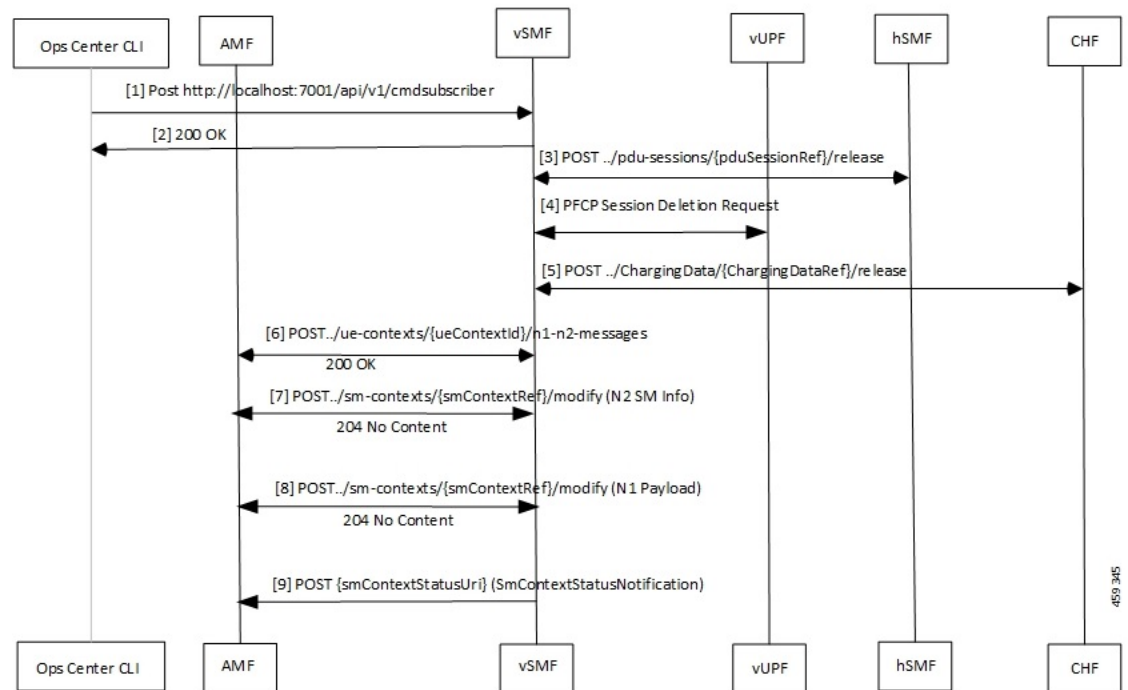 Ops Center CLI
AMF
vSMF
vUPF
hSMF
CHF
[1] Post http://localhost:7001/api/v1/cmdsubscriber
[2] 200 OK
[3] POST ../pdu-sessions/{pduSessionRef}/release
[4] PFCP Session Deletion Request
[5] POST ../ChargingData/{ChargingDataRef}/release
[6] POST../ue-contexts/{ueContextId}/n1-n2-messages
200 OK
[7] POST../sm-contexts/{smContextRef}/modify (N2 SM Info)
204 No Content
[8] POST../sm-contexts/{smContextRef}/modify (N1 Payload)
204 No Content
[9] POST {smContextStatusUri} (SmContextStatusNotification)
459345
Ops Center CLI
AMF
vSMF
vUPF
hSMF
CHF